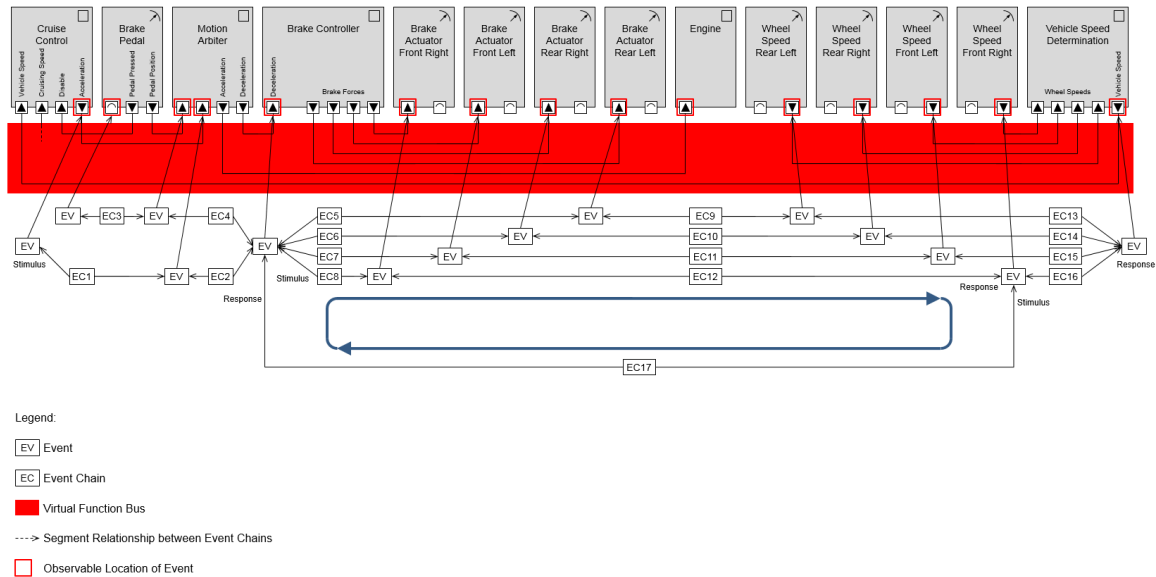 Cruise
Control
Brake
Pedal
Motion
Arbiter
Brake Controller
Brake
Actuator
Front Right
Brake
Actuator
Front Left
Brake
Actuator
Rear Right
Brake
Actuator
Rear Left
Engine
Wheel
Speed
Rear Left
Wheel
Speed
Rear Right
Wheel
Speed
Front Left
Wheel
Speed
Front Right
Vehicle Speed
Determination
Vehicle Speed
Cruising Speed
Disable
Acceleration
Pedal Pressed
Pedal Position
Acceleration
Deceleration
Deceleration
Brake Forces
Wheel Speeds
Vehicle Speed
EV
EC3
EV
EC4
EC5
EV
EC9
EV
EC13
EC6
EV
EC10
EV
EC14
EV
EV
EV
Stimulus
EC7
EV
EC11
EV
EC15
Response
EC1
EV
EC2
Stimulus
EC8
EV
EC12
Response
EV
EC16
Response
Stimulus
EC17
Legend:
EV Event
EC Event Chain
Virtual Function Bus
Segment Relationship between Event Chains
Observable Location of Event